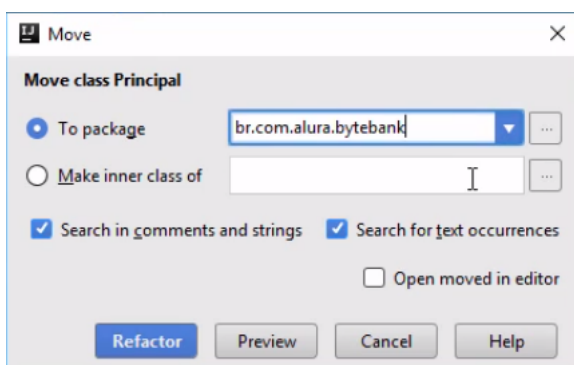 Move
Move class Principal
To package br.com.alura.bytebank ...
Make inner class of ...
Search in comments and strings Search for text occurrences
Open moved in editor
Refactor Preview Cancel Help